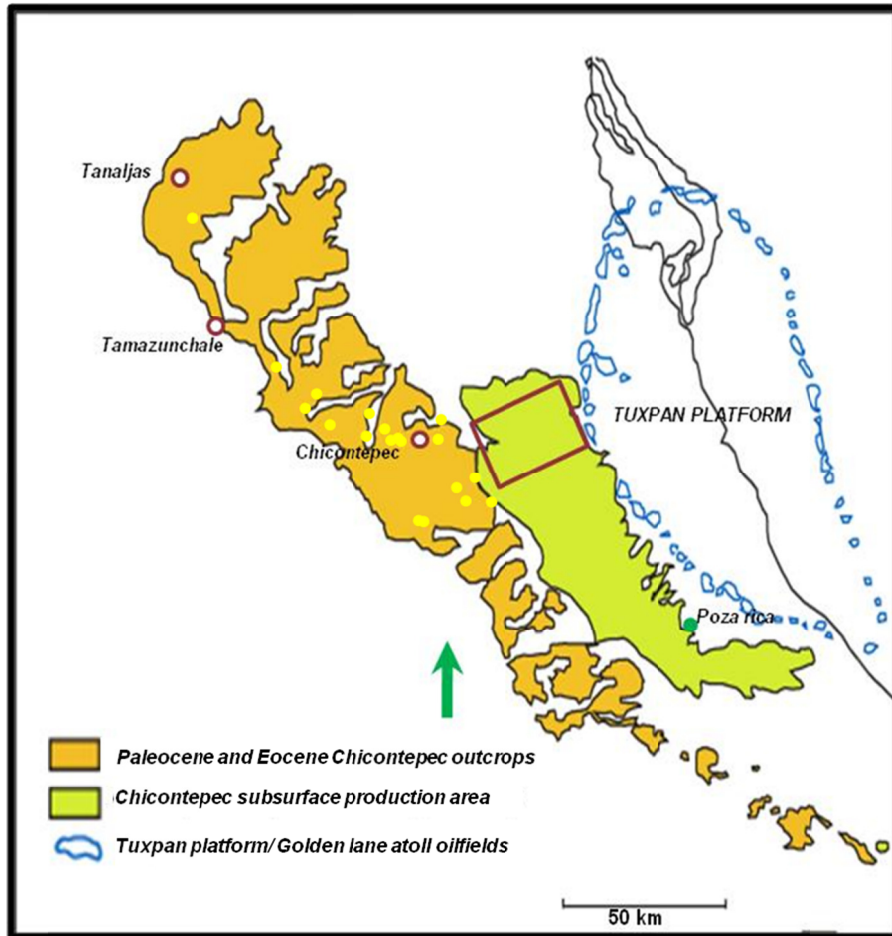 Tanaljas
Tamazunchale
TUXPAN PLATFORM
Chicontepec
Poza rica
Paleocene and Eocene Chicontepec outcrops
Chicontepec subsurface production area
Tuxpan platform/ Golden lane atoll oilfields
50 km